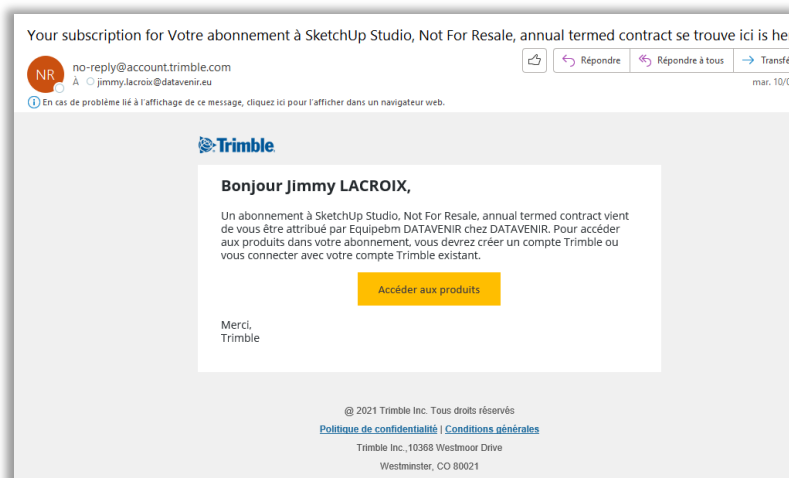 Your subscription for Votre abonnement à SketchUp Studio, Not For Resale, annual termed contract se trouve ici is he
NR
no-reply@account.trimble.com
Répondre
Répondre à tous
Transfé
À jimmy.lacroix@datavenir.eu
mar. 10/0
En cas de problème lié à l'affichage de ce message, cliquez ici pour l'afficher dans un navigateur web.
Trimble
Bonjour Jimmy LACROIX,
Un abonnement à SketchUp Studio, Not For Resale, annual termed contract vient
de vous être attribué par Equipebm DATAVENIR chez DATAVENIR. Pour accéder
aux produits dans votre abonnement, vous devrez créer un compte Trimble ou
vous connecter avec votre compte Trimble existant.
Accéder aux produits
Merci,
Trimble
@ 2021 Trimble Inc. Tous droits réservés
Politique de confidentialité | Conditions générales
Trimble Inc.,10368 Westmoor Drive
Westminster, CO 80021